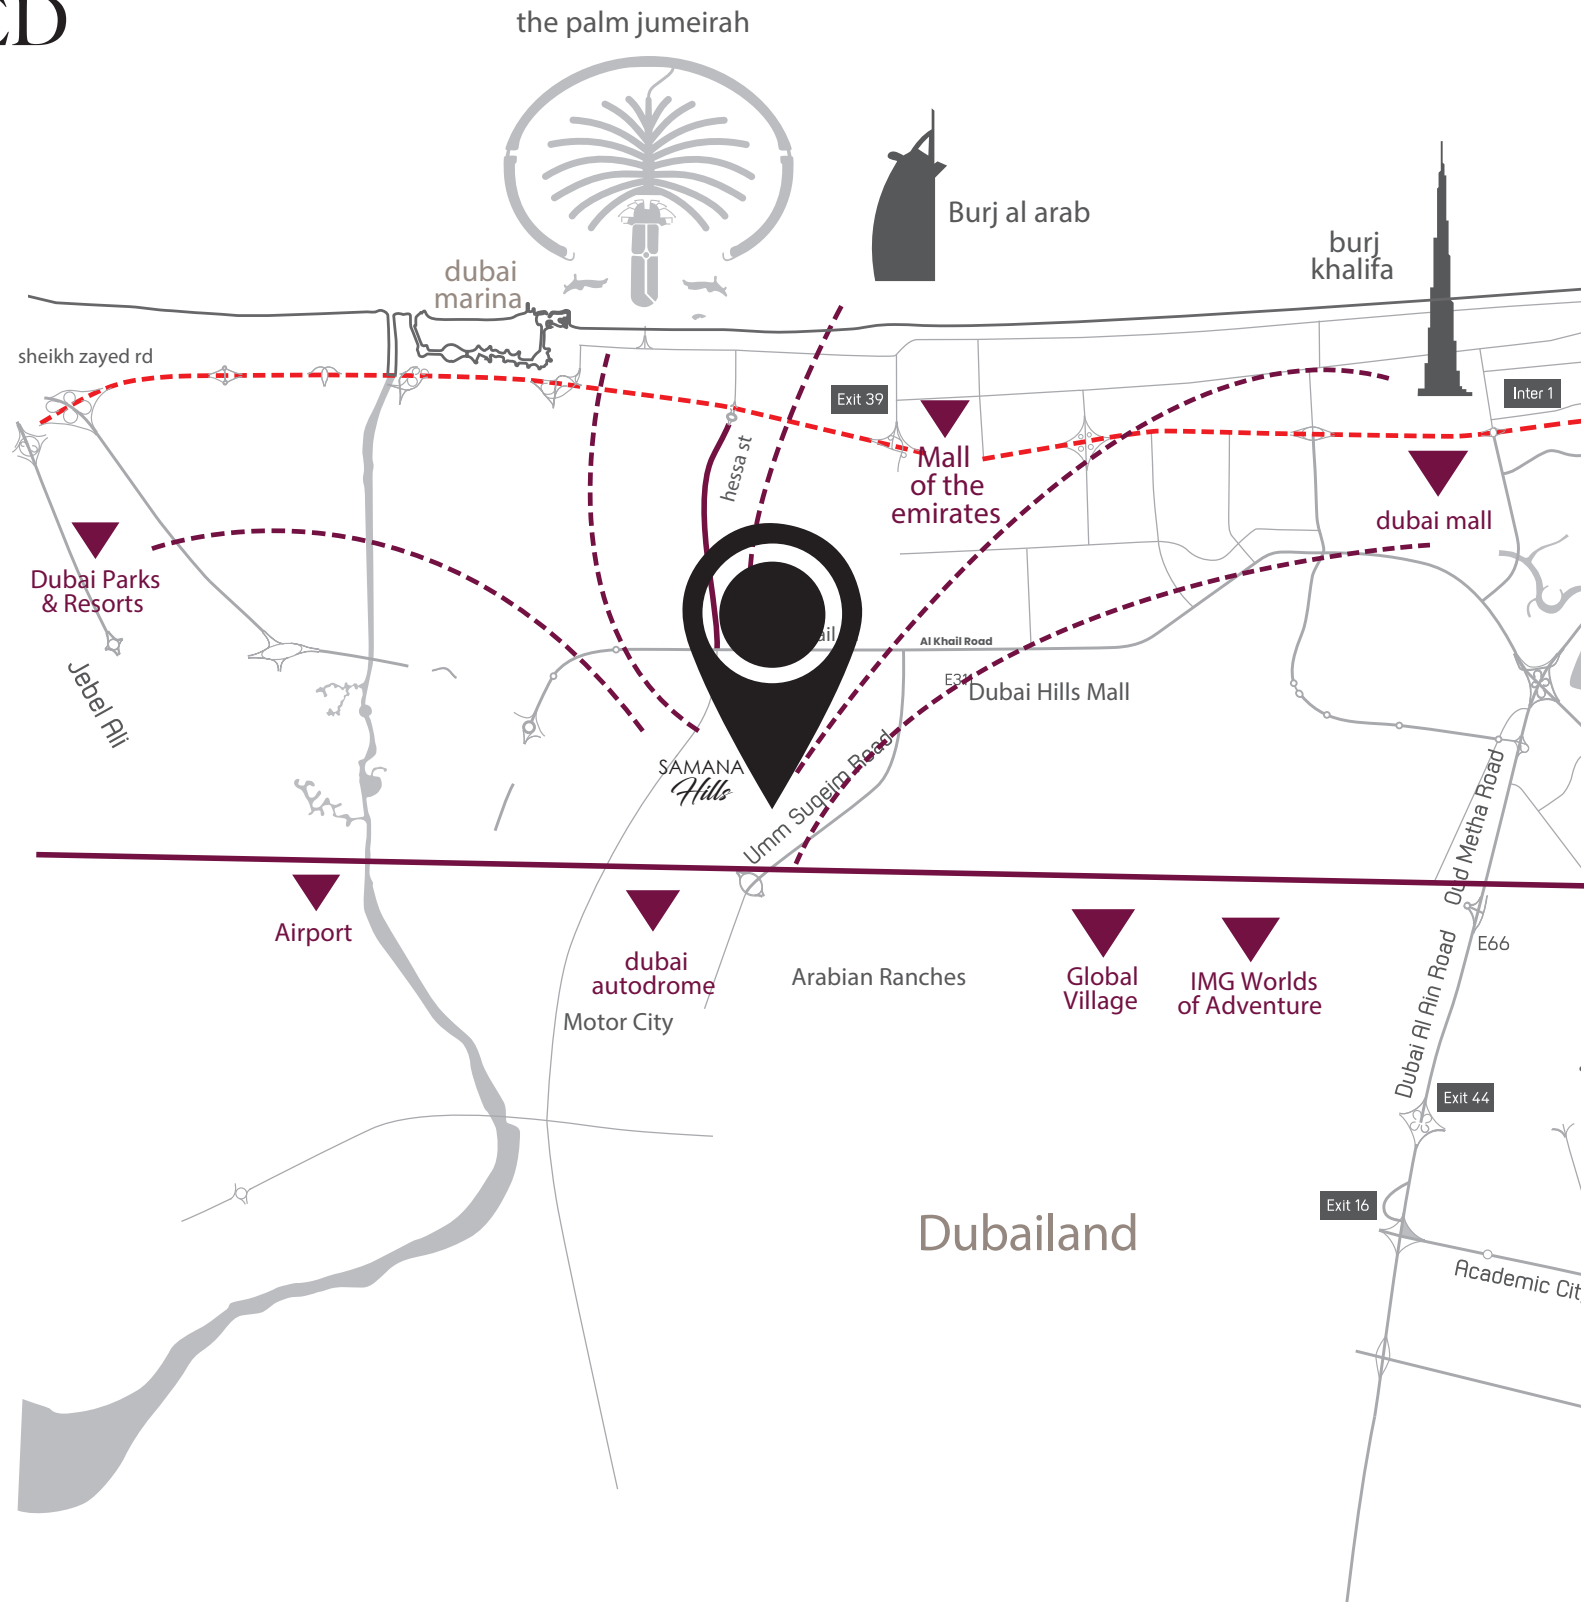 the palm jumeirah
Burj al arab
burj
khalifa
dubai
marina
sheikh zayed rd
Exit 39
Inter 1
hessa st
Mall
of the
emirates
dubai mall
Dubai Parks
& Resorts
Al Khail Road
Dubai Hills Mall
Jebel Ali
SAMANA
Hills
Umm Suqeim Road
Oud Metha Road
Airport
dubai
autodrome
Motor City
Arabian Ranches
Global
Village
IMG Worlds
of Adventure
E66
Dubai Al Ain Road
Exit 44
Exit 16
Dubailand
Academic